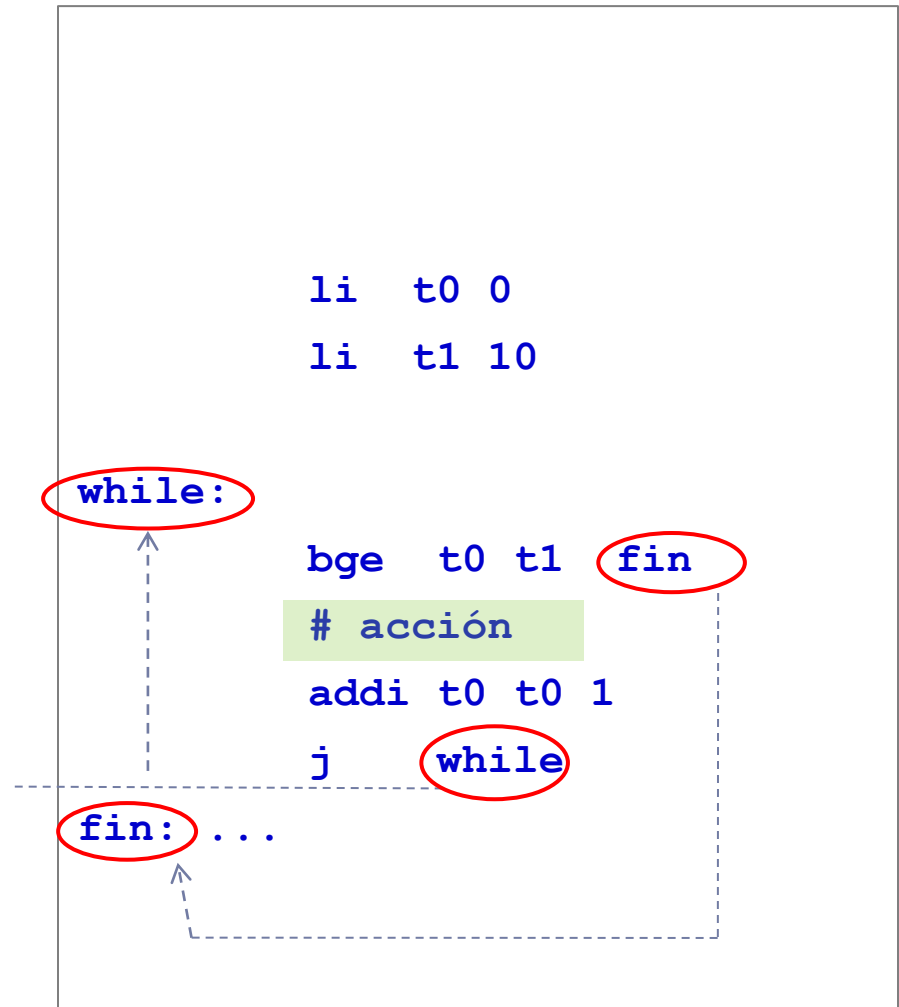 li t0 0
li t1 10
while:
bge t0 t1 fin
# acción
addi t0 t0 1
j while
fin: ...